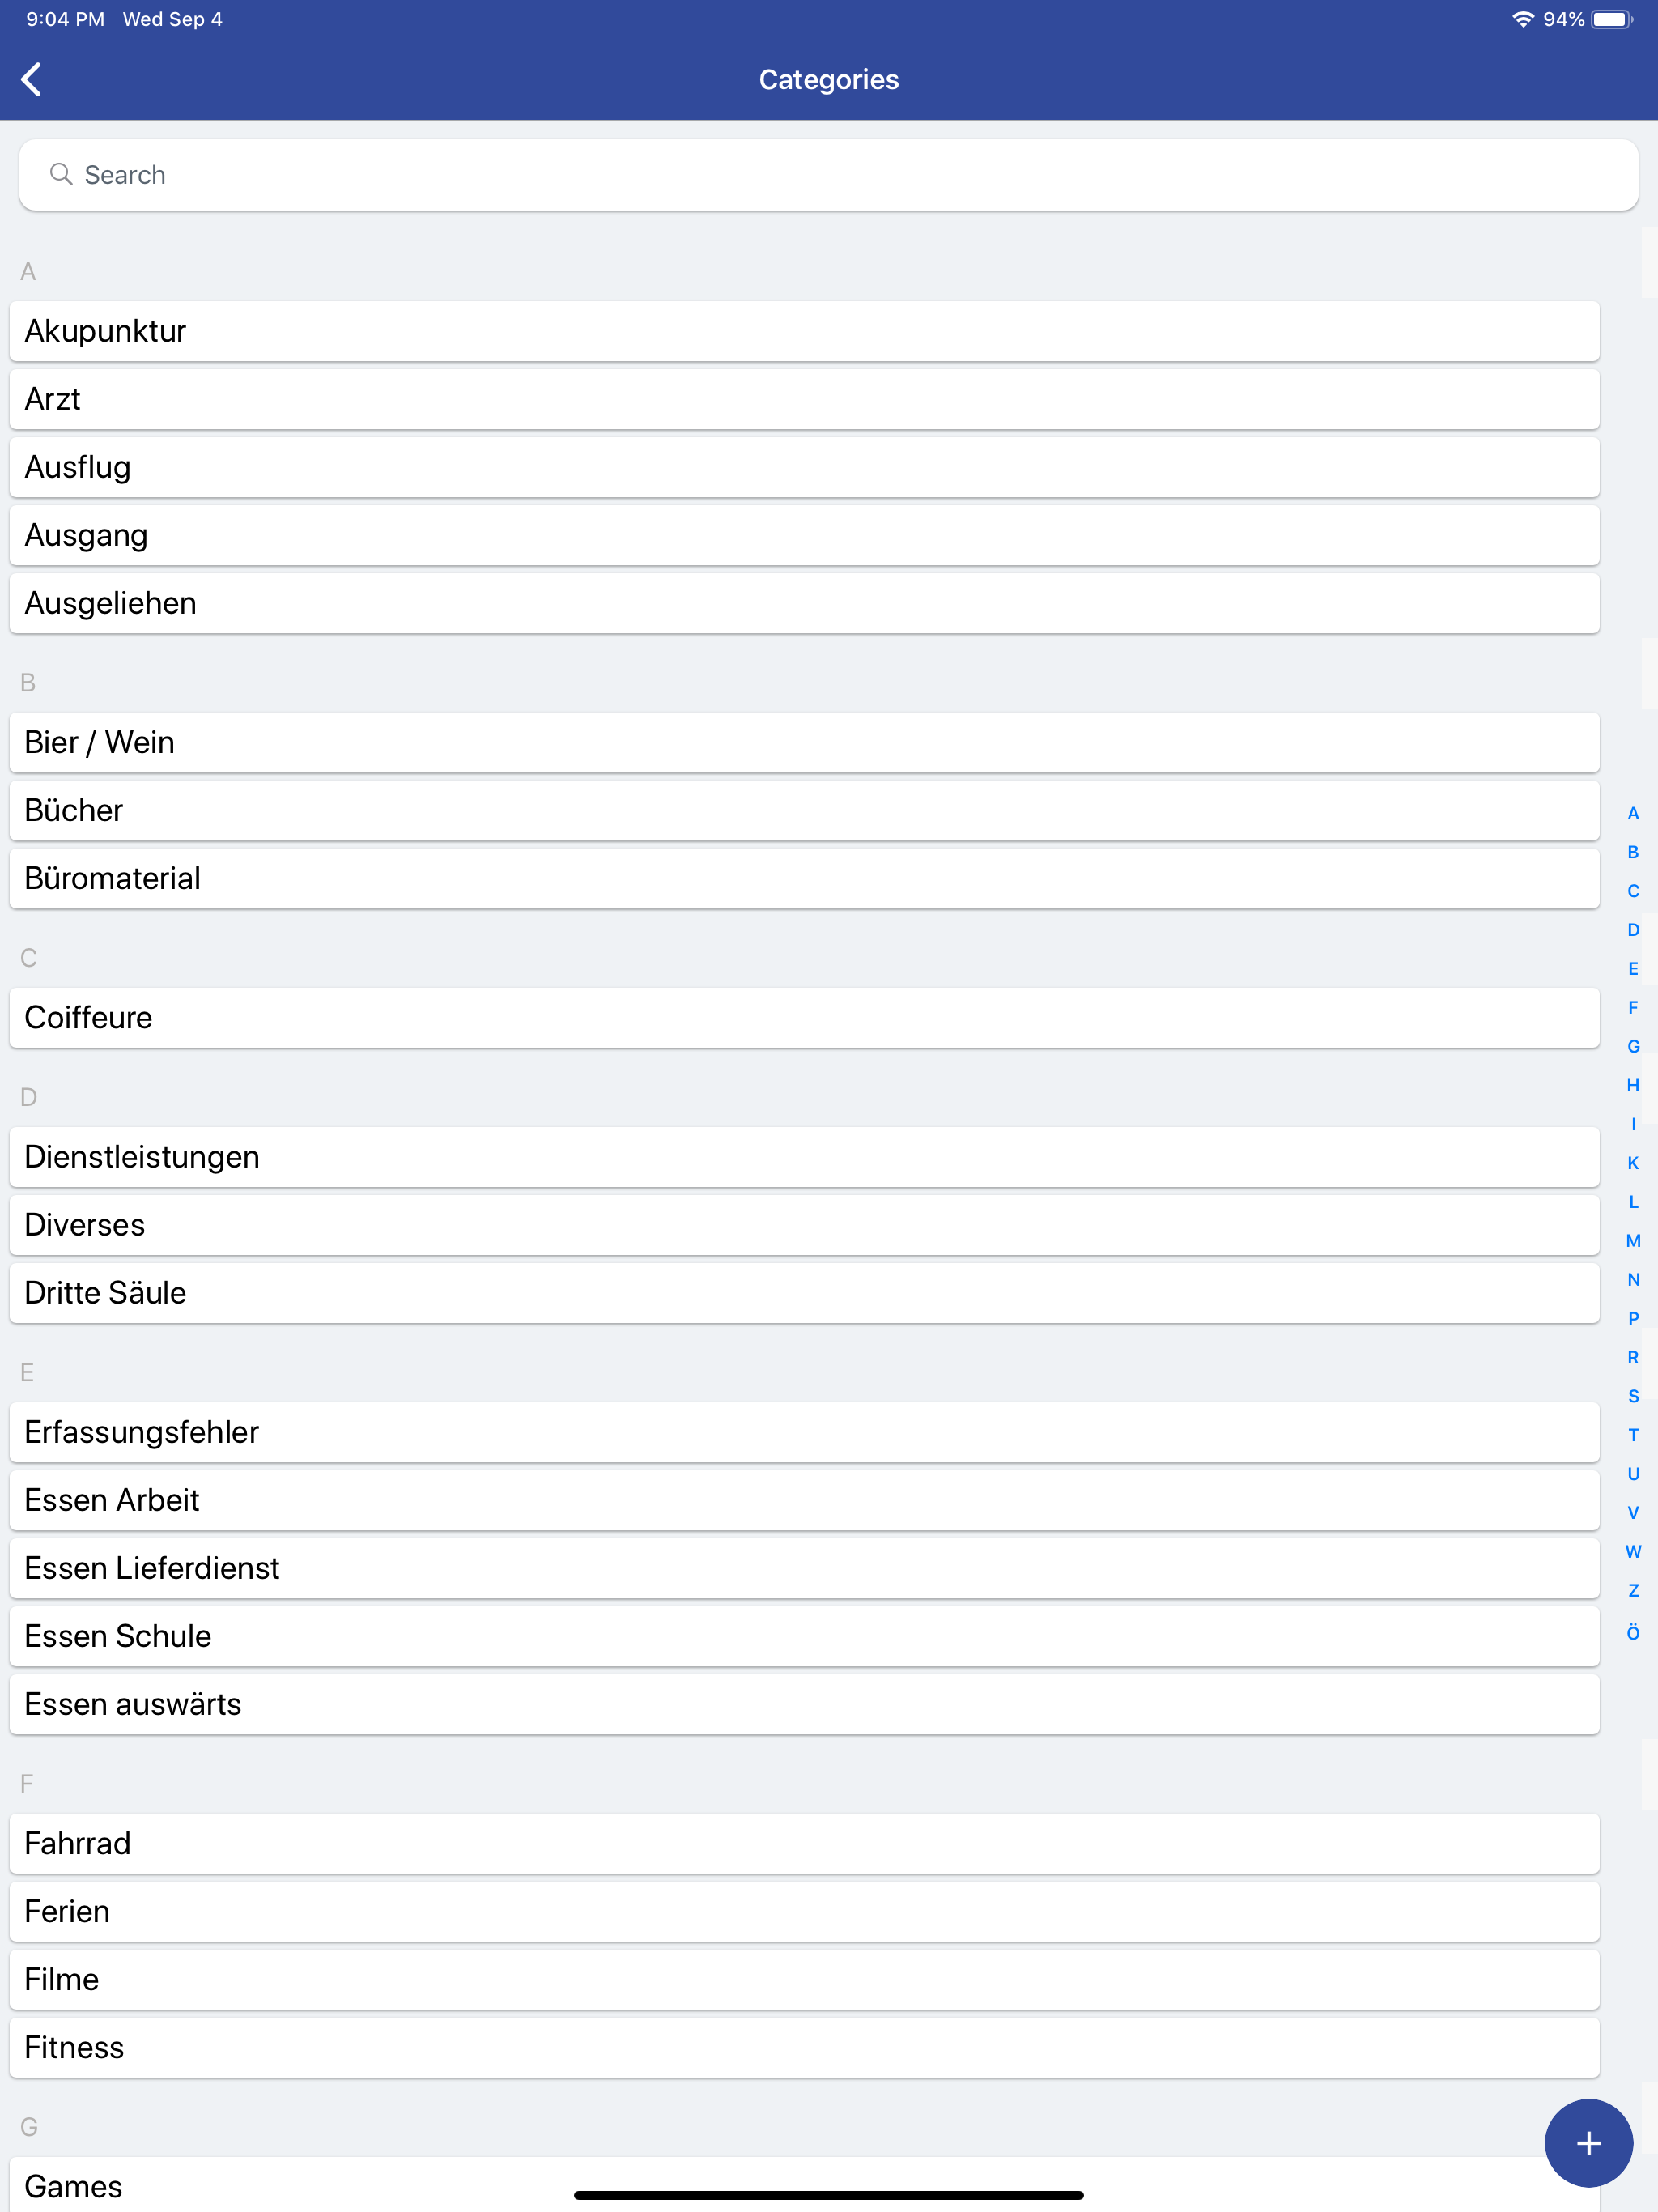 9:04 PM Wed Sep 4 94%
Categories
Search
A
Akupunktur
Arzt
Ausflug
Ausgang
Ausgeliehen
B
Bier / Wein
Bücher
Büromaterial
C
Coiffeure
D
Dienstleistungen
Diverses
Dritte Säule
E
Erfassungsfehler
Essen Arbeit
Essen Lieferdienst
Essen Schule
Essen auswärts
F
Fahrrad
Ferien
Filme
Fitness
G
Games
A
B
C
D
E
F
G
H
I
K
L
M
N
P
R
S
T
U
V
W
Z
Ö